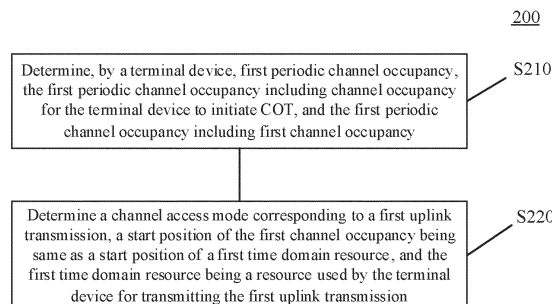 200
Determine, by a terminal device, first periodic channel occupancy,
the first periodic channel occupancy including channel occupancy
for the terminal device to initiate COT, and the first periodic
channel occupancy including first channel occupancy
S210
Determine a channel access mode corresponding to a first uplink
transmission, a start position of the first channel occupancy being
same as a start position of a first time domain resource, and the
first time domain resource being a resource used by the terminal
device for transmitting the first uplink transmission
S220